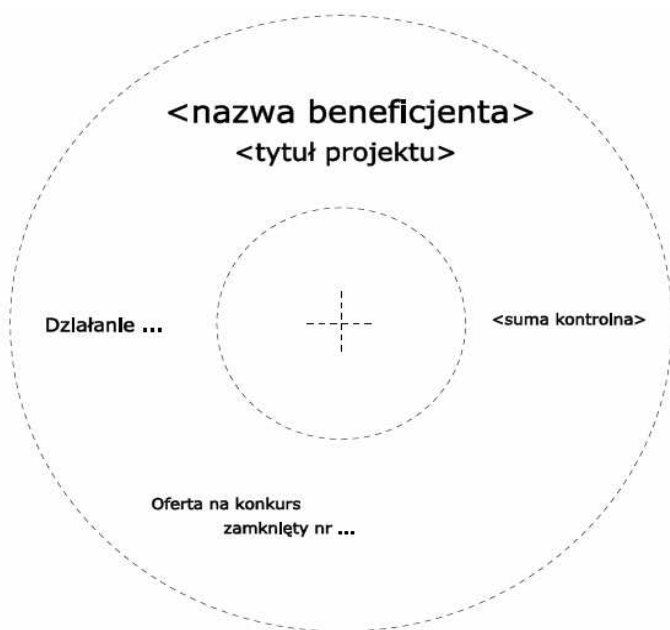 <nazwa beneficjenta>
<tytuł projektu>
Działanie ...
<suma kontrolna>
Oferta na konkurs
zamknięty nr ...